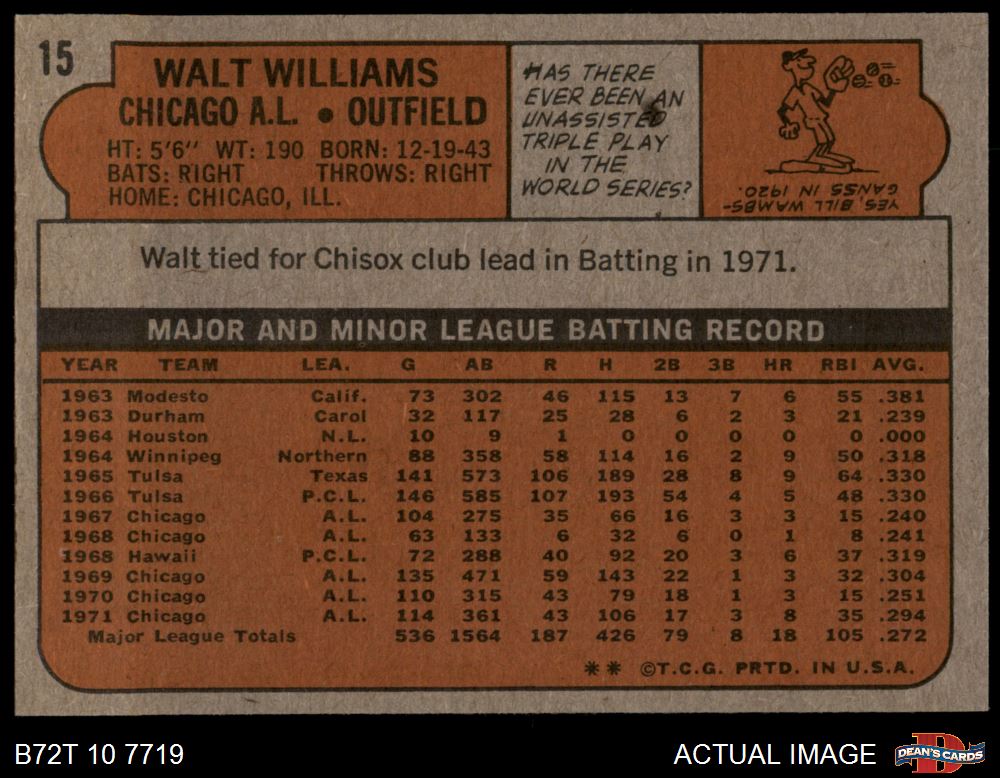 15
WALT WILLIAMS
CHICAGO A.L. • OUTFIELD
HT: 5'6" WT: 190 BORN: 12-19-43
BATS: RIGHT THROWS: RIGHT
HOME: CHICAGO, ILL.
HAS THERE
EVER BEEN AN
UNASSISTED
TRIPLE PLAY
IN THE
WORLD SERIES?
YES, BILL WAMBS-
GANSS IN 1920.
Walt tied for Chisox club lead in Batting in 1971.
MAJOR AND MINOR LEAGUE BATTING RECORD
YEAR TEAM LEA. G AB R H 2B 3B HR RBI AVG.
1963 Modesto Calif. 73 302 46 115 13 7 6 55 .381
1963 Durham Carol 32 117 25 28 6 2 3 21 .239
1964 Houston N.L. 10 9 1 0 0 0 0 0 .000
1964 Winnipeg Northern 88 358 58 114 16 2 9 50 .318
1965 Tulsa Texas 141 573 106 189 28 8 9 64 .330
1966 Tulsa P.C.L. 146 585 107 193 54 4 5 48 .330
1967 Chicago A.L. 104 275 35 66 16 3 3 15 .240
1968 Chicago A.L. 63 133 6 32 6 0 1 8 .241
1968 Hawaii P.C.L. 72 288 40 92 20 3 6 37 .319
1969 Chicago A.L. 135 471 59 143 22 1 3 32 .304
1970 Chicago A.L. 110 315 43 79 18 1 3 15 .251
1971 Chicago A.L. 114 361 43 106 17 3 8 35 .294
Major League Totals 536 1564 187 426 79 8 18 105 .272
** ©T.C.G. PRTD. IN U.S.A.
B72T 10 7719
ACTUAL IMAGE
DEAN'S CARDS